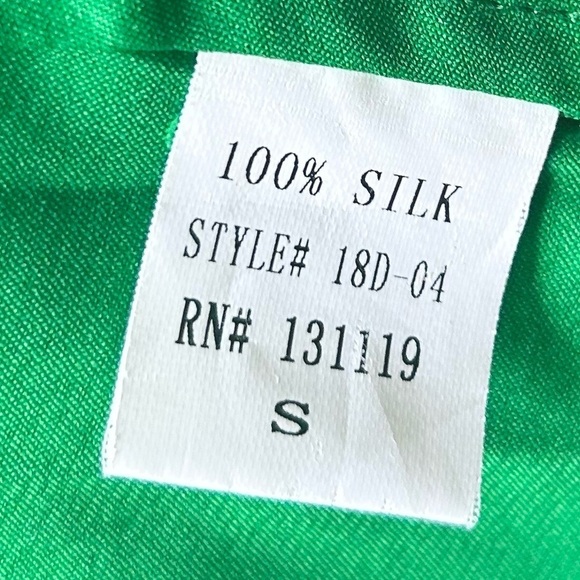 100% SILK
STYLE# 18D-04
RN# 131119
S